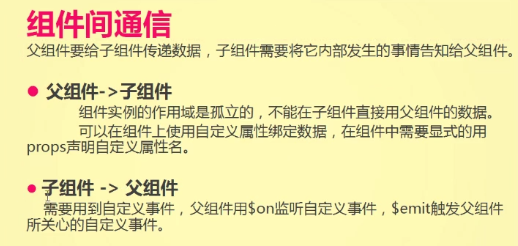 组件间通信
父组件要给子组件传递数据，子组件需要将它内部发生的事情告知给父组件。
● 父组件->子组件
组件实例的作用域是孤立的，不能在子组件直接用父组件的数据。
可以在组件上使用自定义属性绑定数据，在组件中需要显式的用
props声明自定义属性名。
● 子组件 -> 父组件
需要用到自定义事件，父组件用$on监听自定义事件，$emit触发父组件
所关心的自定义事件。